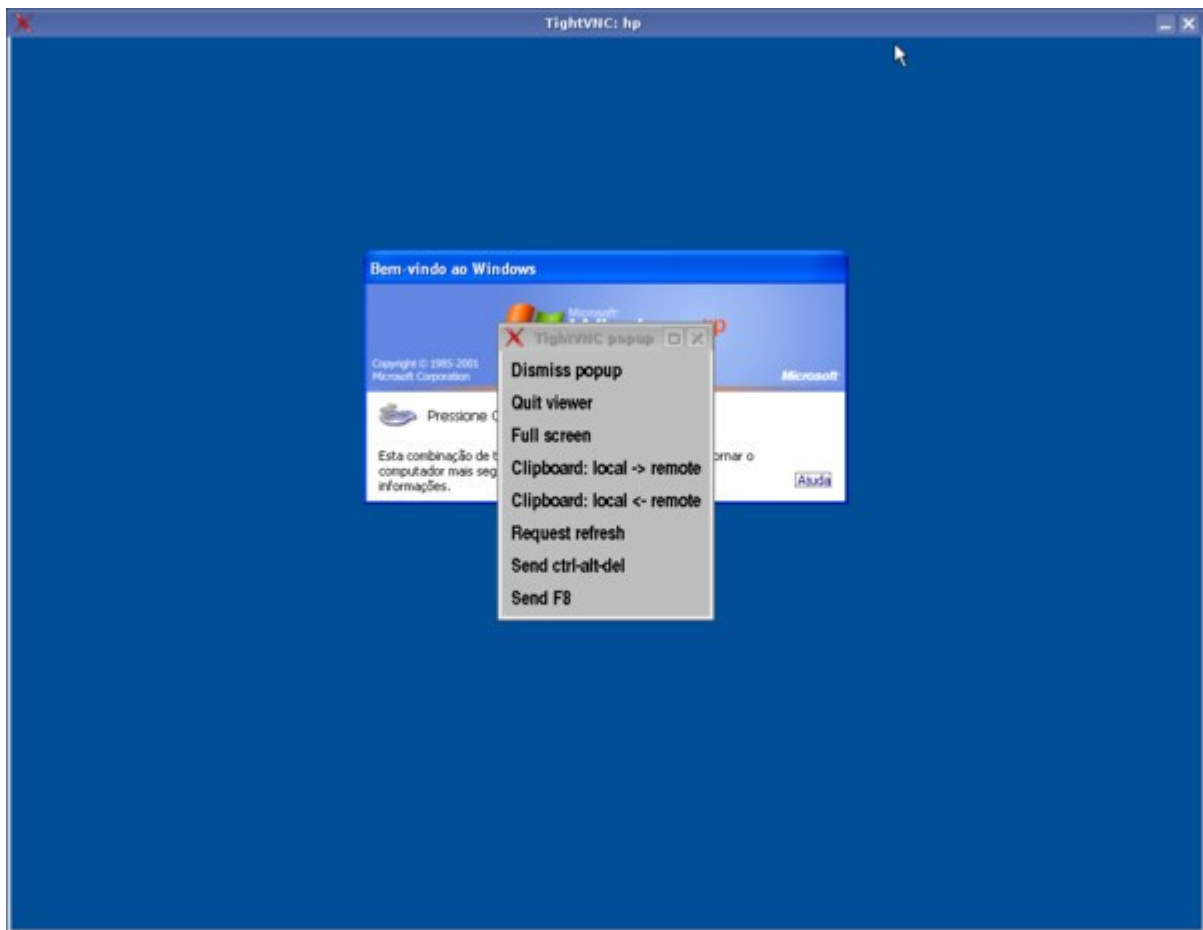 TightVNC: hp
Bem-vindo ao Windows
Microsoft
xp
Copyright © 1985-2001
Microsoft Corporation
Microsoft
Pressione
Esta combinação de
ornar o
computador mais
informações.
Ajuda
TightVNC popup
Dismiss popup
Quit viewer
Full screen
Clipboard: local -> remote
Clipboard: local <- remote
Request refresh
Send ctrl-alt-del
Send F8